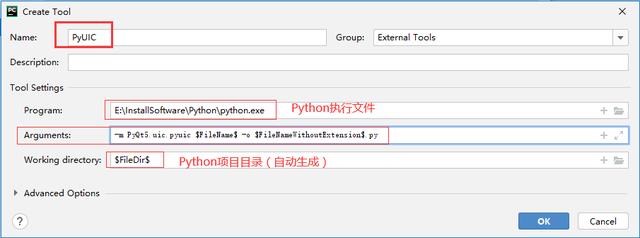 Create Tool
Name: PyUIC Group: External Tools
Description:
Tool Settings
Program: E:\InstallSoftware\Python\python.exe Python执行文件
Arguments: -m PyQt5.uic.pyuic $FileName$ -o $FileNameWithoutExtension$.py
Working directory: $FileDir$ Python项目目录（自动生成）
Advanced Options
? OK Cancel